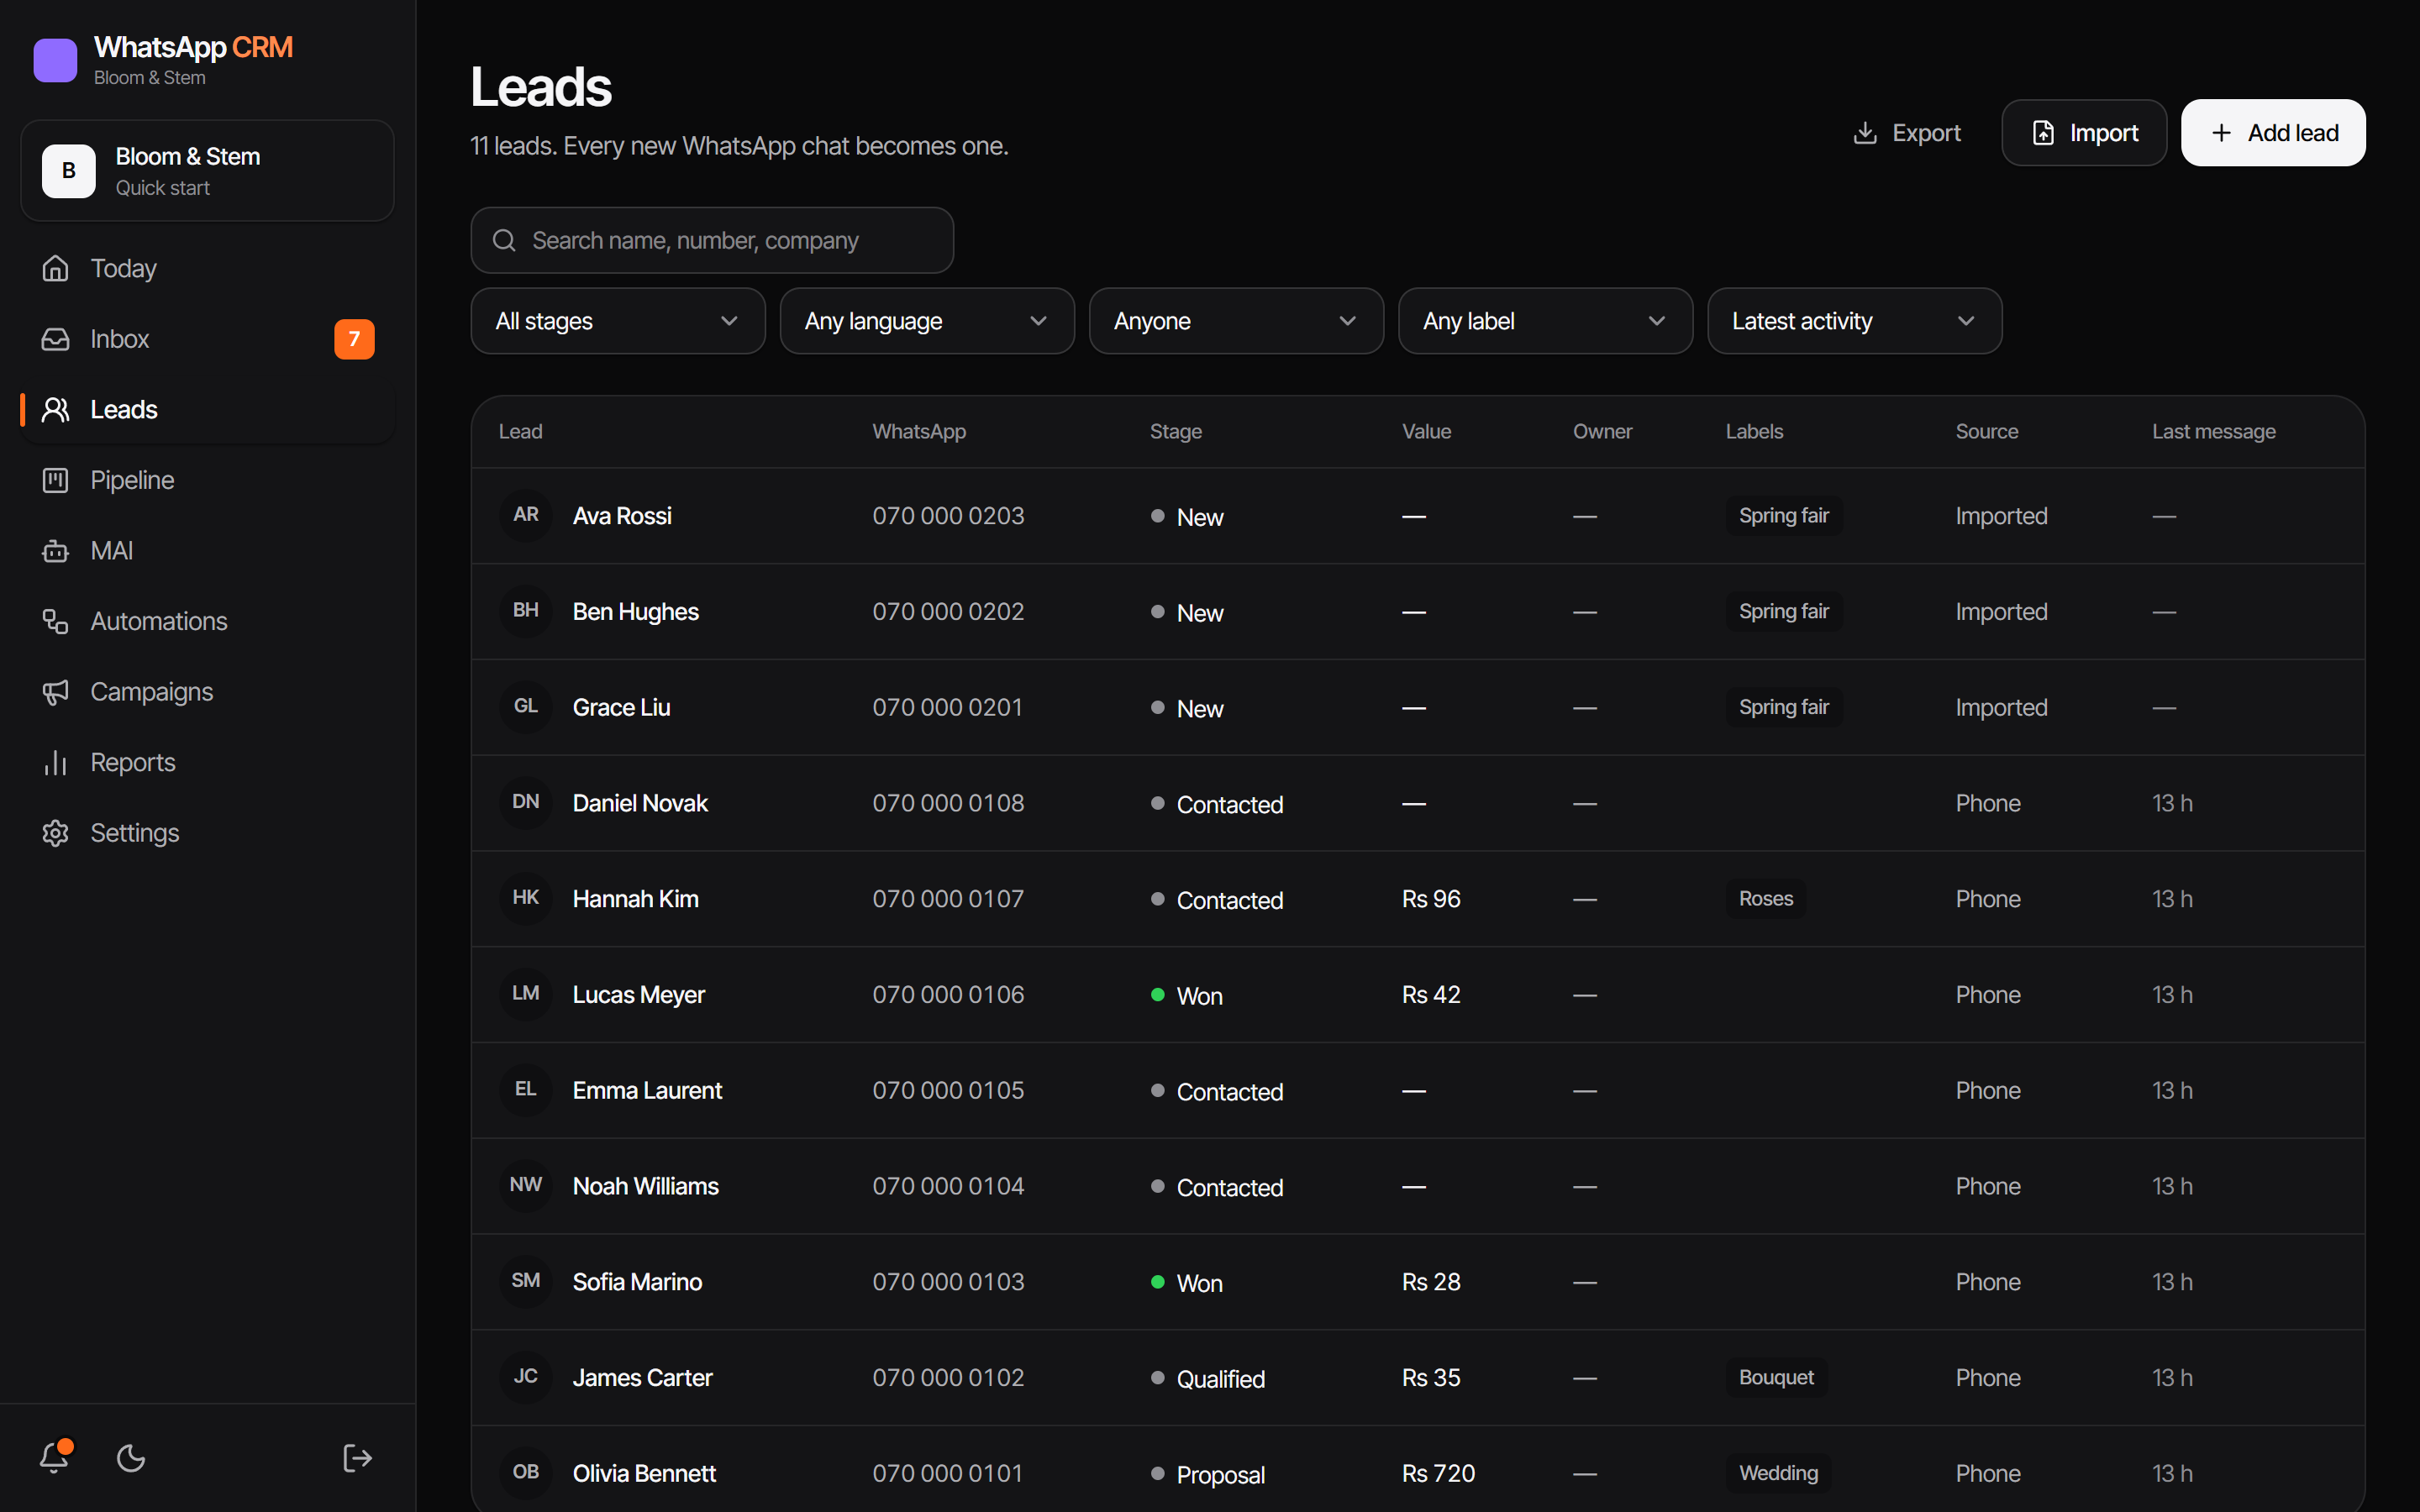 WhatsApp CRM
Bloom & Stem
B
Bloom & Stem
Quick start
Today
Inbox 7
Leads
Pipeline
MAI
Automations
Campaigns
Reports
Settings
Leads
11 leads. Every new WhatsApp chat becomes one.
Export
Import
Add lead
Search name, number, company
All stages
Any language
Anyone
Any label
Latest activity
Lead WhatsApp Stage Value Owner Labels Source Last message
AR Ava Rossi 070 000 0203 New — — Spring fair Imported —
BH Ben Hughes 070 000 0202 New — — Spring fair Imported —
GL Grace Liu 070 000 0201 New — — Spring fair Imported —
DN Daniel Novak 070 000 0108 Contacted — — Phone 13 h
HK Hannah Kim 070 000 0107 Contacted Rs 96 — Roses Phone 13 h
LM Lucas Meyer 070 000 0106 Won Rs 42 — Phone 13 h
EL Emma Laurent 070 000 0105 Contacted — — Phone 13 h
NW Noah Williams 070 000 0104 Contacted — — Phone 13 h
SM Sofia Marino 070 000 0103 Won Rs 28 — Phone 13 h
JC James Carter 070 000 0102 Qualified Rs 35 — Bouquet Phone 13 h
OB Olivia Bennett 070 000 0101 Proposal Rs 720 — Wedding Phone 13 h